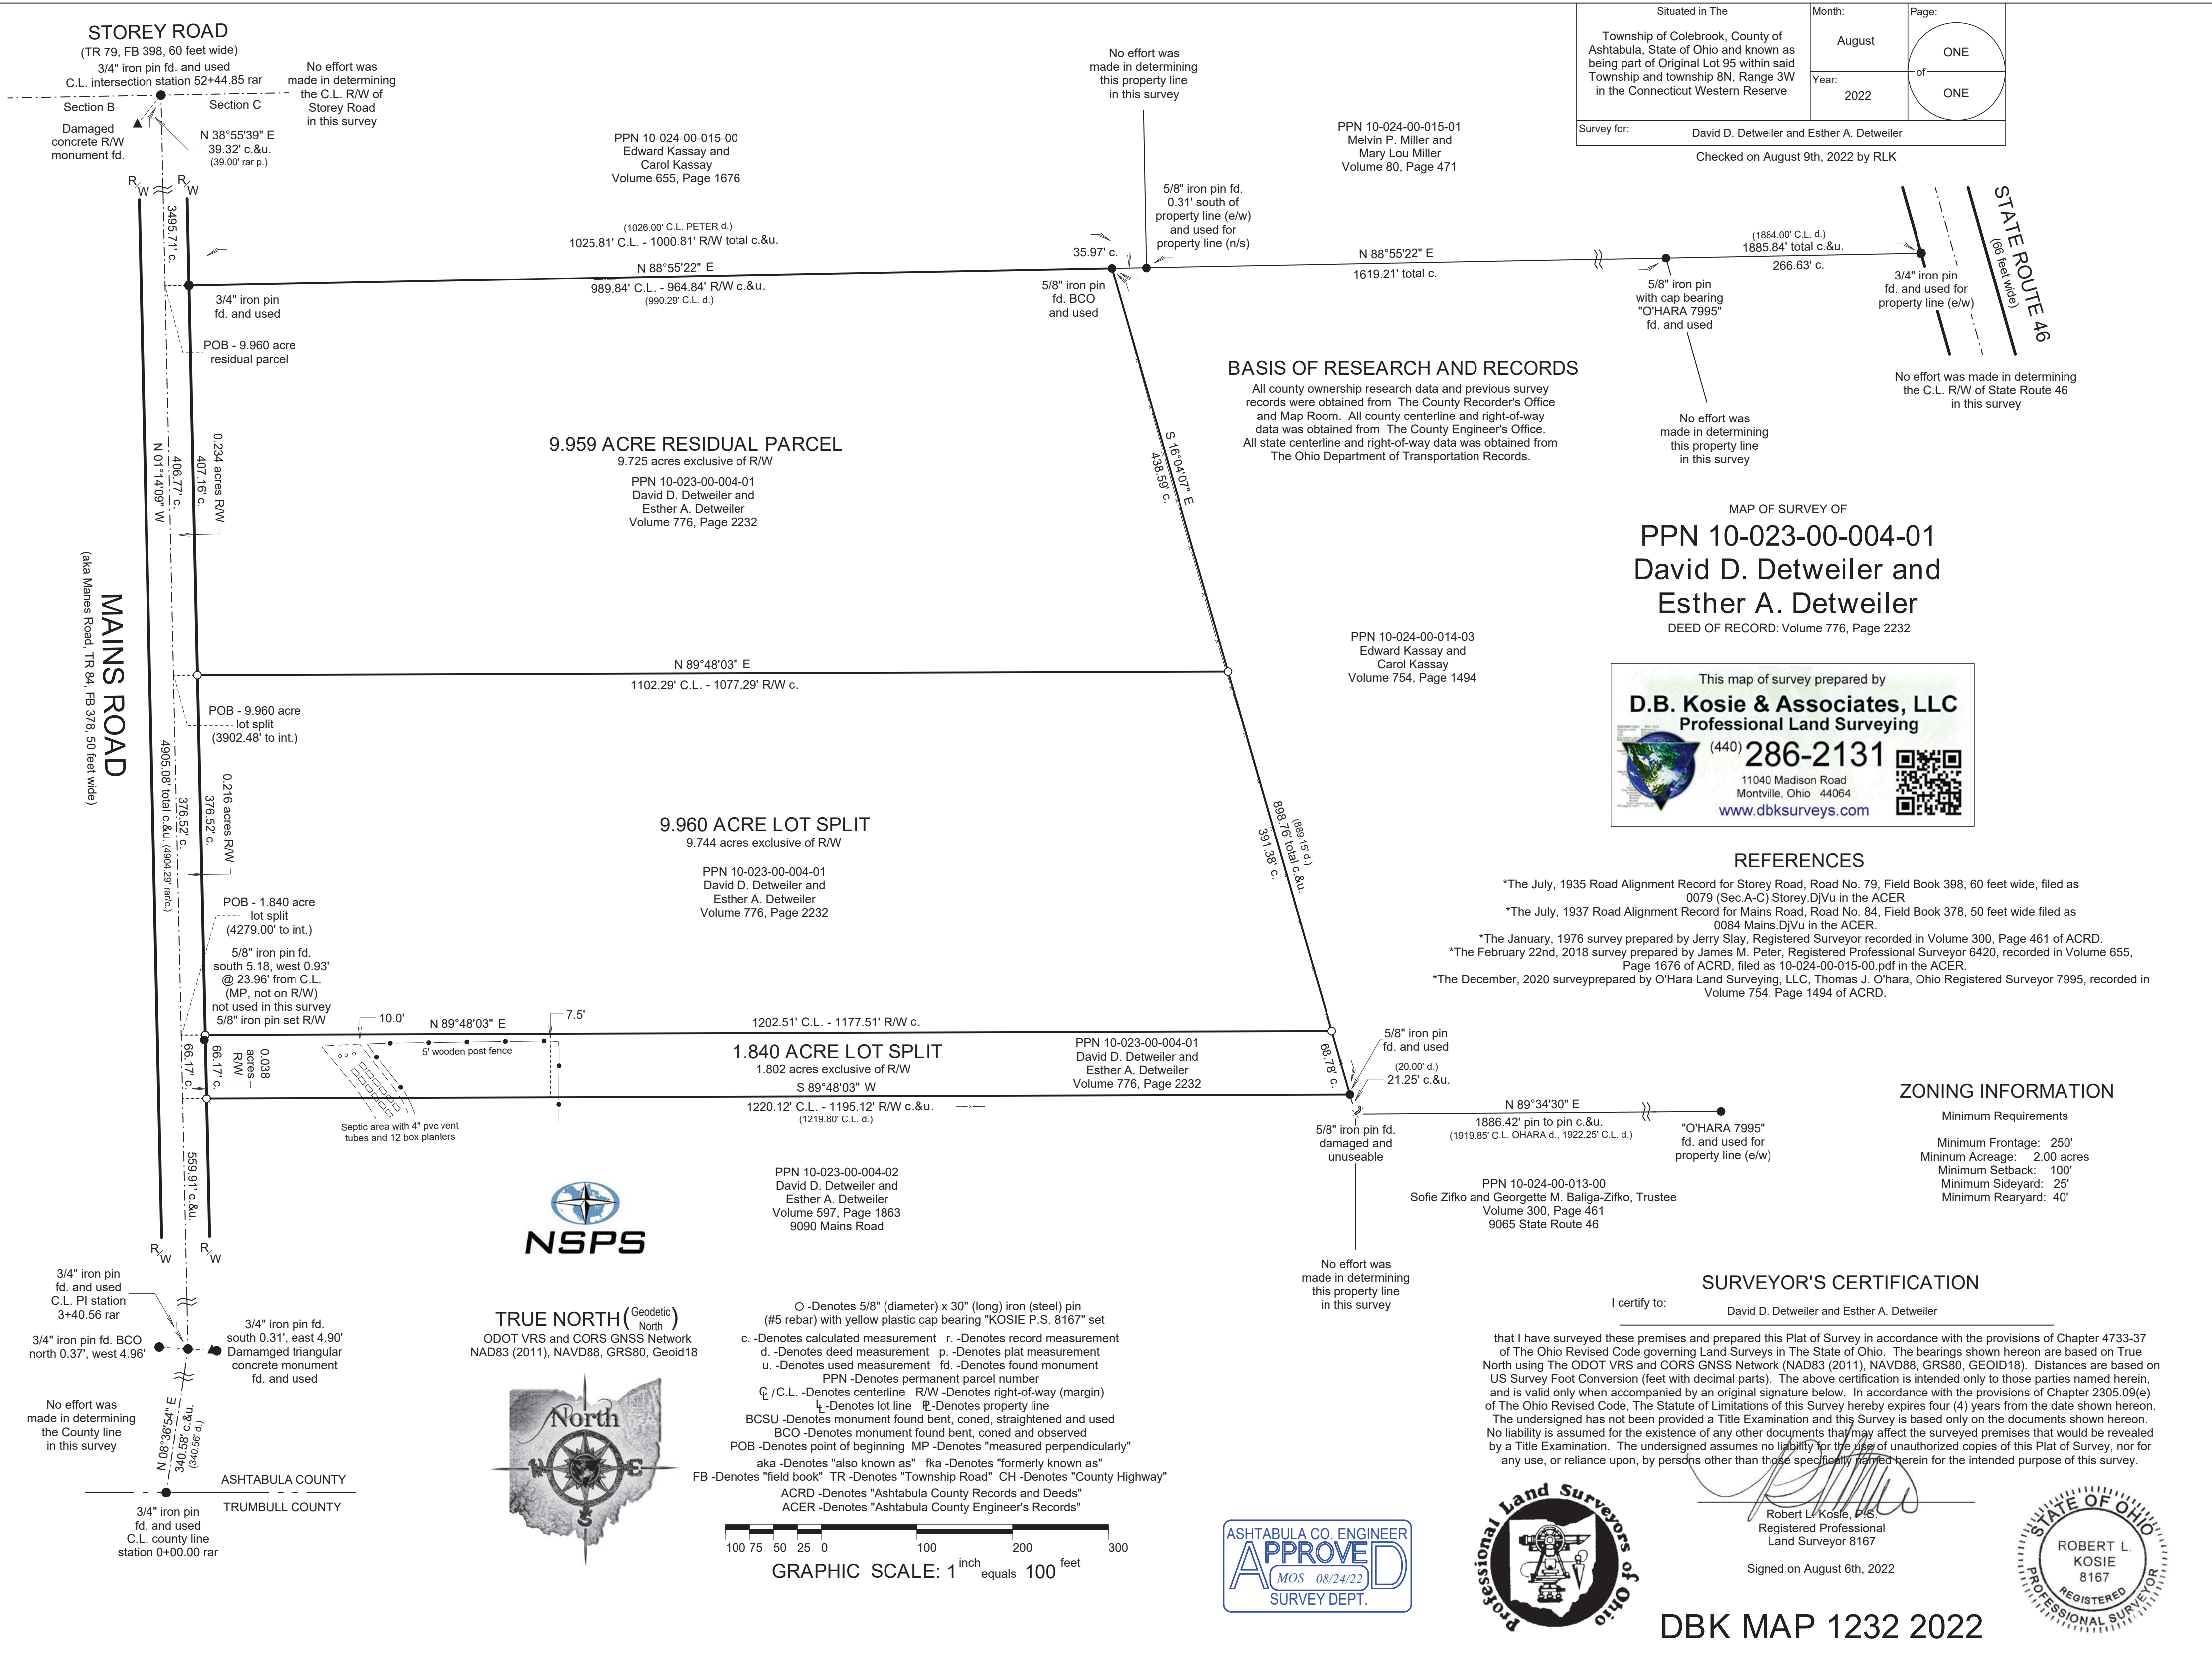 STOREY ROAD
(TR 79, FB 398, 60 feet wide)
3/4" iron pin fd. and used
C.L. intersection station 52+44.85 rar
Section B
Section C
No effort was
made in determining
the C.L. R/W of
Storey Road
in this survey
Damaged
concrete R/W
monument fd.
N 38°55'39" E
39.32' c.&u.
(39.00' rar p.)
R/W
R/W
3495.71' c.
PPN 10-024-00-015-00
Edward Kassay and
Carol Kassay
Volume 655, Page 1676
No effort was
made in determining
this property line
in this survey
PPN 10-024-00-015-01
Melvin P. Miller and
Mary Lou Miller
Volume 80, Page 471
Situated in The
Township of Colebrook, County of
Ashtabula, State of Ohio and known as
being part of Original Lot 95 within said
Township and township 8N, Range 3W
in the Connecticut Western Reserve
Month:
August
Year:
2022
Page:
ONE
of
ONE
Survey for:
David D. Detweiler and Esther A. Detweiler
Checked on August 9th, 2022 by RLK
(1026.00' C.L. PETER d.)
1025.81' C.L. - 1000.81' R/W total c.&u.
N 88°55'22" E
989.84' C.L. - 964.84' R/W c.&u.
(990.29' C.L. d.)
3/4" iron pin
fd. and used
POB - 9.960 acre
residual parcel
35.97' c.
5/8" iron pin fd.
0.31' south of
property line (e/w)
and used for
property line (n/s)
5/8" iron pin
fd. BCO
and used
N 88°55'22" E
1619.21' total c.
(1884.00' C.L. d.)
1885.84' total c.&u.
266.63' c.
5/8" iron pin
with cap bearing
"O'HARA 7995"
fd. and used
3/4" iron pin
fd. and used for
property line (e/w)
STATE ROUTE 46
(66 feet wide)
No effort was made in determining
the C.L. R/W of State Route 46
in this survey
No effort was
made in determining
this property line
in this survey
BASIS OF RESEARCH AND RECORDS
All county ownership research data and previous survey
records were obtained from The County Recorder's Office
and Map Room. All county centerline and right-of-way
data was obtained from The County Engineer's Office.
All state centerline and right-of-way data was obtained from
The Ohio Department of Transportation Records.
9.959 ACRE RESIDUAL PARCEL
9.725 acres exclusive of R/W
PPN 10-023-00-004-01
David D. Detweiler and
Esther A. Detweiler
Volume 776, Page 2232
N 01°14'09" W
406.77' c.
407.16' c.
0.234 acres R/W
S 16°04'07" E
438.59' c.
MAINS ROAD
(aka Manes Road, TR 84, FB 378, 50 feet wide)
MAP OF SURVEY OF
PPN 10-023-00-004-01
David D. Detweiler and
Esther A. Detweiler
DEED OF RECORD: Volume 776, Page 2232
N 89°48'03" E
1102.29' C.L. - 1077.29' R/W c.
POB - 9.960 acre
lot split
(3902.48' to int.)
PPN 10-024-00-014-03
Edward Kassay and
Carol Kassay
Volume 754, Page 1494
This map of survey prepared by
D.B. Kosie & Associates, LLC
Professional Land Surveying
(440) 286-2131
11040 Madison Road
Montville, Ohio 44064
www.dbksurveys.com
4905.08' total c.&u. (4904.29' rar/c.)
376.52' c.
376.52' c.
0.216 acres R/W
9.960 ACRE LOT SPLIT
9.744 acres exclusive of R/W
PPN 10-023-00-004-01
David D. Detweiler and
Esther A. Detweiler
Volume 776, Page 2232
(889.15' d.)
898.76' total c.&u.
391.38' c.
REFERENCES
*The July, 1935 Road Alignment Record for Storey Road, Road No. 79, Field Book 398, 60 feet wide, filed as
0079 (Sec.A-C) Storey.DjVu in the ACER
*The July, 1937 Road Alignment Record for Mains Road, Road No. 84, Field Book 378, 50 feet wide filed as
0084 Mains.DjVu in the ACER.
*The January, 1976 survey prepared by Jerry Slay, Registered Surveyor recorded in Volume 300, Page 461 of ACRD.
*The February 22nd, 2018 survey prepared by James M. Peter, Registered Professional Surveyor 6420, recorded in Volume 655,
Page 1676 of ACRD, filed as 10-024-00-015-00.pdf in the ACER.
*The December, 2020 surveyprepared by O'Hara Land Surveying, LLC, Thomas J. O'hara, Ohio Registered Surveyor 7995, recorded in
Volume 754, Page 1494 of ACRD.
POB - 1.840 acre
lot split
(4279.00' to int.)
5/8" iron pin fd.
south 5.18, west 0.93'
@ 23.96' from C.L.
(MP, not on R/W)
not used in this survey
5/8" iron pin set R/W
10.0'
N 89°48'03" E
7.5'
1202.51' C.L. - 1177.51' R/W c.
5' wooden post fence
1.840 ACRE LOT SPLIT
1.802 acres exclusive of R/W
PPN 10-023-00-004-01
David D. Detweiler and
Esther A. Detweiler
Volume 776, Page 2232
66.17' c.
66.17' c.
0.038
acres
R/W
S 89°48'03" W
1220.12' C.L. - 1195.12' R/W c.&u.
(1219.80' C.L. d.)
Septic area with 4" pvc vent
tubes and 12 box planters
68.78' c.
5/8" iron pin
fd. and used
(20.00' d.)
21.25' c.&u.
5/8" iron pin fd.
damaged and
unuseable
N 89°34'30" E
1886.42' pin to pin c.&u.
(1919.85' C.L. OHARA d., 1922.25' C.L. d.)
"O'HARA 7995"
fd. and used for
property line (e/w)
PPN 10-024-00-013-00
Sofie Zifko and Georgette M. Baliga-Zifko, Trustee
Volume 300, Page 461
9065 State Route 46
No effort was
made in determining
this property line
in this survey
ZONING INFORMATION
Minimum Requirements
Minimum Frontage: 250'
Mininum Acreage: 2.00 acres
Minimum Setback: 100'
Minimum Sideyard: 25'
Minimum Rearyard: 40'
559.91' c.&u.
PPN 10-023-00-004-02
David D. Detweiler and
Esther A. Detweiler
Volume 597, Page 1863
9090 Mains Road
NSPS
R/W
R/W
3/4" iron pin
fd. and used
C.L. PI station
3+40.56 rar
3/4" iron pin fd. BCO
north 0.37', west 4.96'
3/4" iron pin fd.
south 0.31', east 4.90'
Damamged triangular
concrete monument
fd. and used
No effort was
made in determining
the County line
in this survey
N 08°36'54" E
340.58' c.&u.
(340.56' d.)
ASHTABULA COUNTY
TRUMBULL COUNTY
3/4" iron pin
fd. and used
C.L. county line
station 0+00.00 rar
TRUE NORTH (Geodetic North)
ODOT VRS and CORS GNSS Network
NAD83 (2011), NAVD88, GRS80, Geoid18
North
W
E
S
O -Denotes 5/8" (diameter) x 30" (long) iron (steel) pin
(#5 rebar) with yellow plastic cap bearing "KOSIE P.S. 8167" set
c. -Denotes calculated measurement r. -Denotes record measurement
d. -Denotes deed measurement p. -Denotes plat measurement
u. -Denotes used measurement fd. -Denotes found monument
PPN -Denotes permanent parcel number
℄ / C.L. -Denotes centerline R/W -Denotes right-of-way (margin)
LL -Denotes lot line PL -Denotes property line
BCSU -Denotes monument found bent, coned, straightened and used
BCO -Denotes monument found bent, coned and observed
POB -Denotes point of beginning MP -Denotes "measured perpendicularly"
aka -Denotes "also known as" fka -Denotes "formerly known as"
FB -Denotes "field book" TR -Denotes "Township Road" CH -Denotes "County Highway"
ACRD -Denotes "Ashtabula County Records and Deeds"
ACER -Denotes "Ashtabula County Engineer's Records"
100 75 50 25 0 100 200 300
GRAPHIC SCALE: 1 inch equals 100 feet
SURVEYOR'S CERTIFICATION
I certify to:
David D. Detweiler and Esther A. Detweiler
that I have surveyed these premises and prepared this Plat of Survey in accordance with the provisions of Chapter 4733-37
of The Ohio Revised Code governing Land Surveys in The State of Ohio. The bearings shown hereon are based on True
North using The ODOT VRS and CORS GNSS Network (NAD83 (2011), NAVD88, GRS80, GEOID18). Distances are based on
US Survey Foot Conversion (feet with decimal parts). The above certification is intended only to those parties named herein,
and is valid only when accompanied by an original signature below. In accordance with the provisions of Chapter 2305.09(e)
of The Ohio Revised Code, The Statute of Limitations of this Survey hereby expires four (4) years from the date shown hereon.
The undersigned has not been provided a Title Examination and this Survey is based only on the documents shown hereon.
No liability is assumed for the existence of any other documents that may affect the surveyed premises that would be revealed
by a Title Examination. The undersigned assumes no liability for the use of unauthorized copies of this Plat of Survey, nor for
any use, or reliance upon, by persons other than those specifically named herein for the intended purpose of this survey.
Robert L. Kosie, P.S.
Registered Professional
Land Surveyor 8167
Signed on August 6th, 2022
ASHTABULA CO. ENGINEER
APPROVED
MOS 08/24/22
SURVEY DEPT.
Professional Land Surveyors of Ohio
STATE OF OHIO
ROBERT L.
KOSIE
8167
REGISTERED
PROFESSIONAL SURVEYOR
DBK MAP 1232 2022